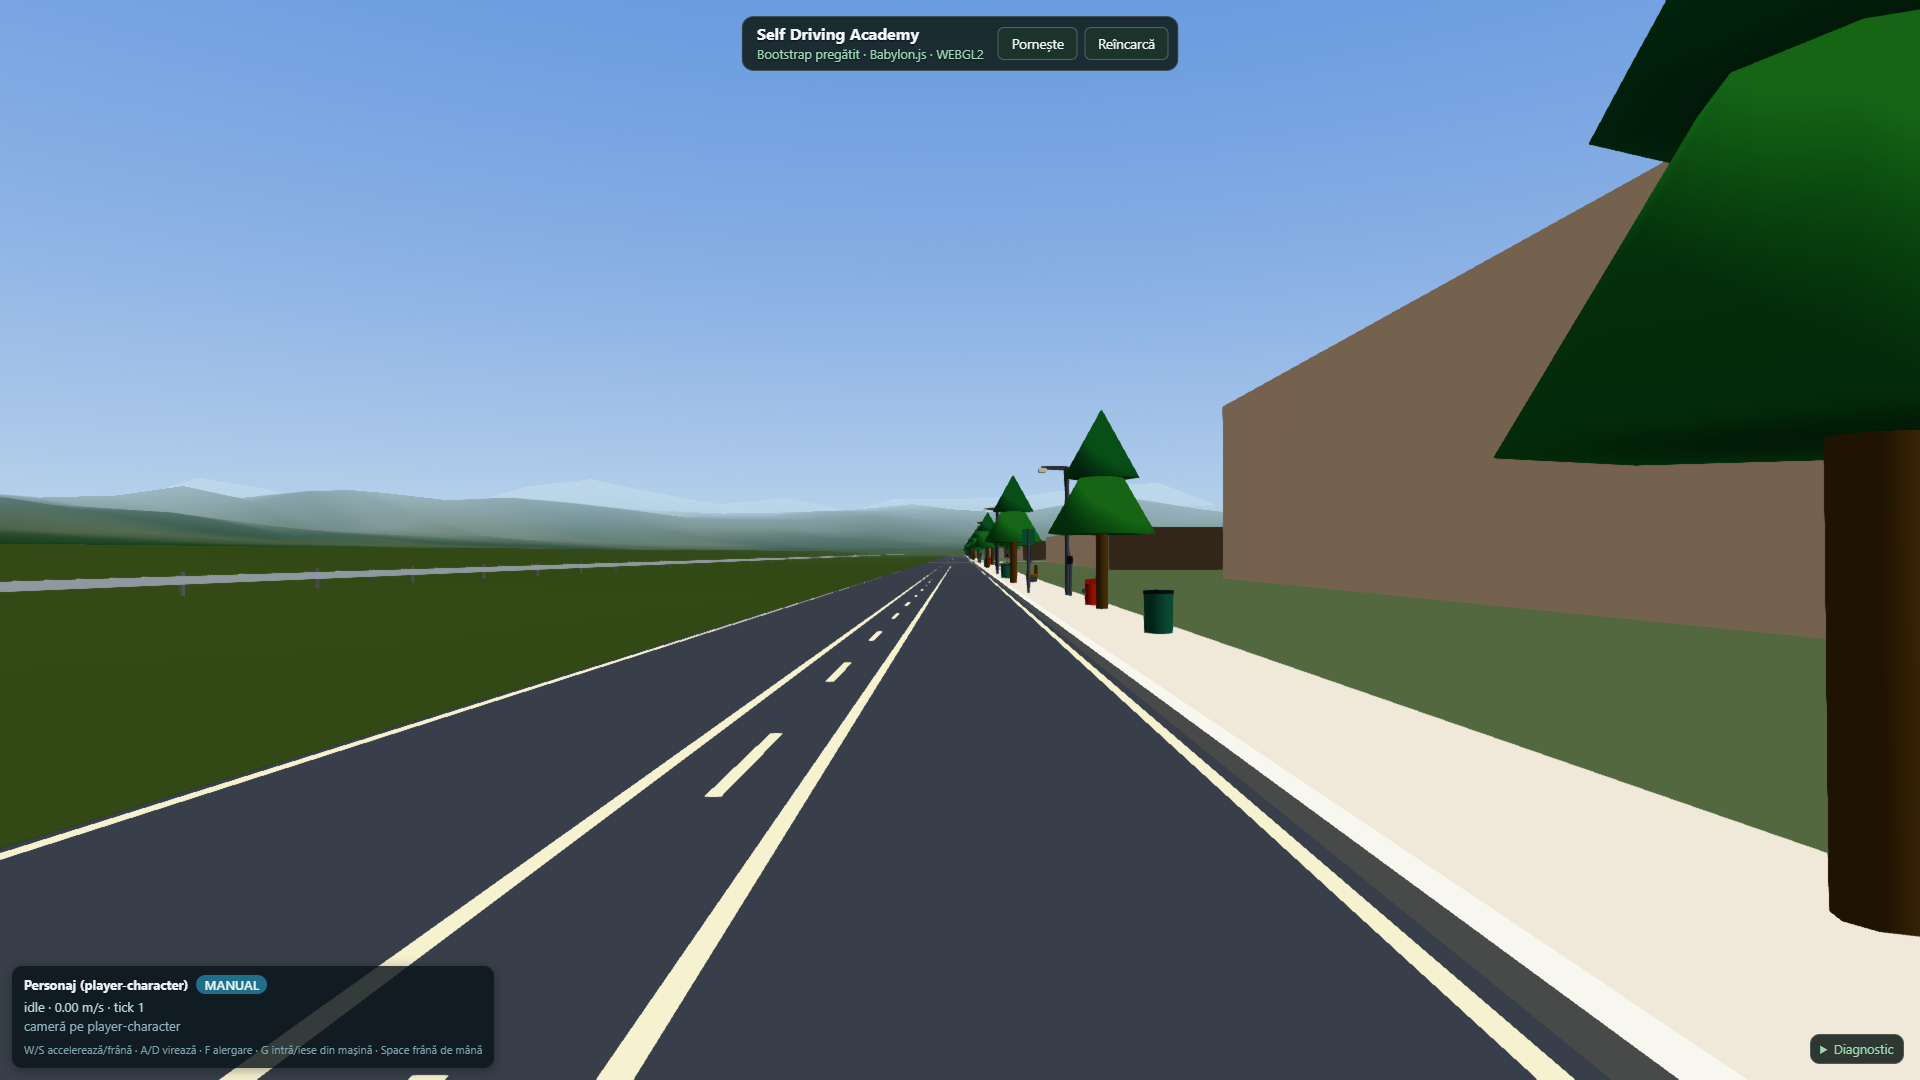 Self Driving Academy
Bootstrap pregătit · Babylon.js · WEBGL2
Pornește
Reîncarcă
Personaj (player-character) MANUAL
idle · 0.00 m/s · tick 1
cameră pe player-character
W/S accelerează/frână · A/D virează · F alergare · G intră/iese din mașină · Space frână de mână
▶ Diagnostic